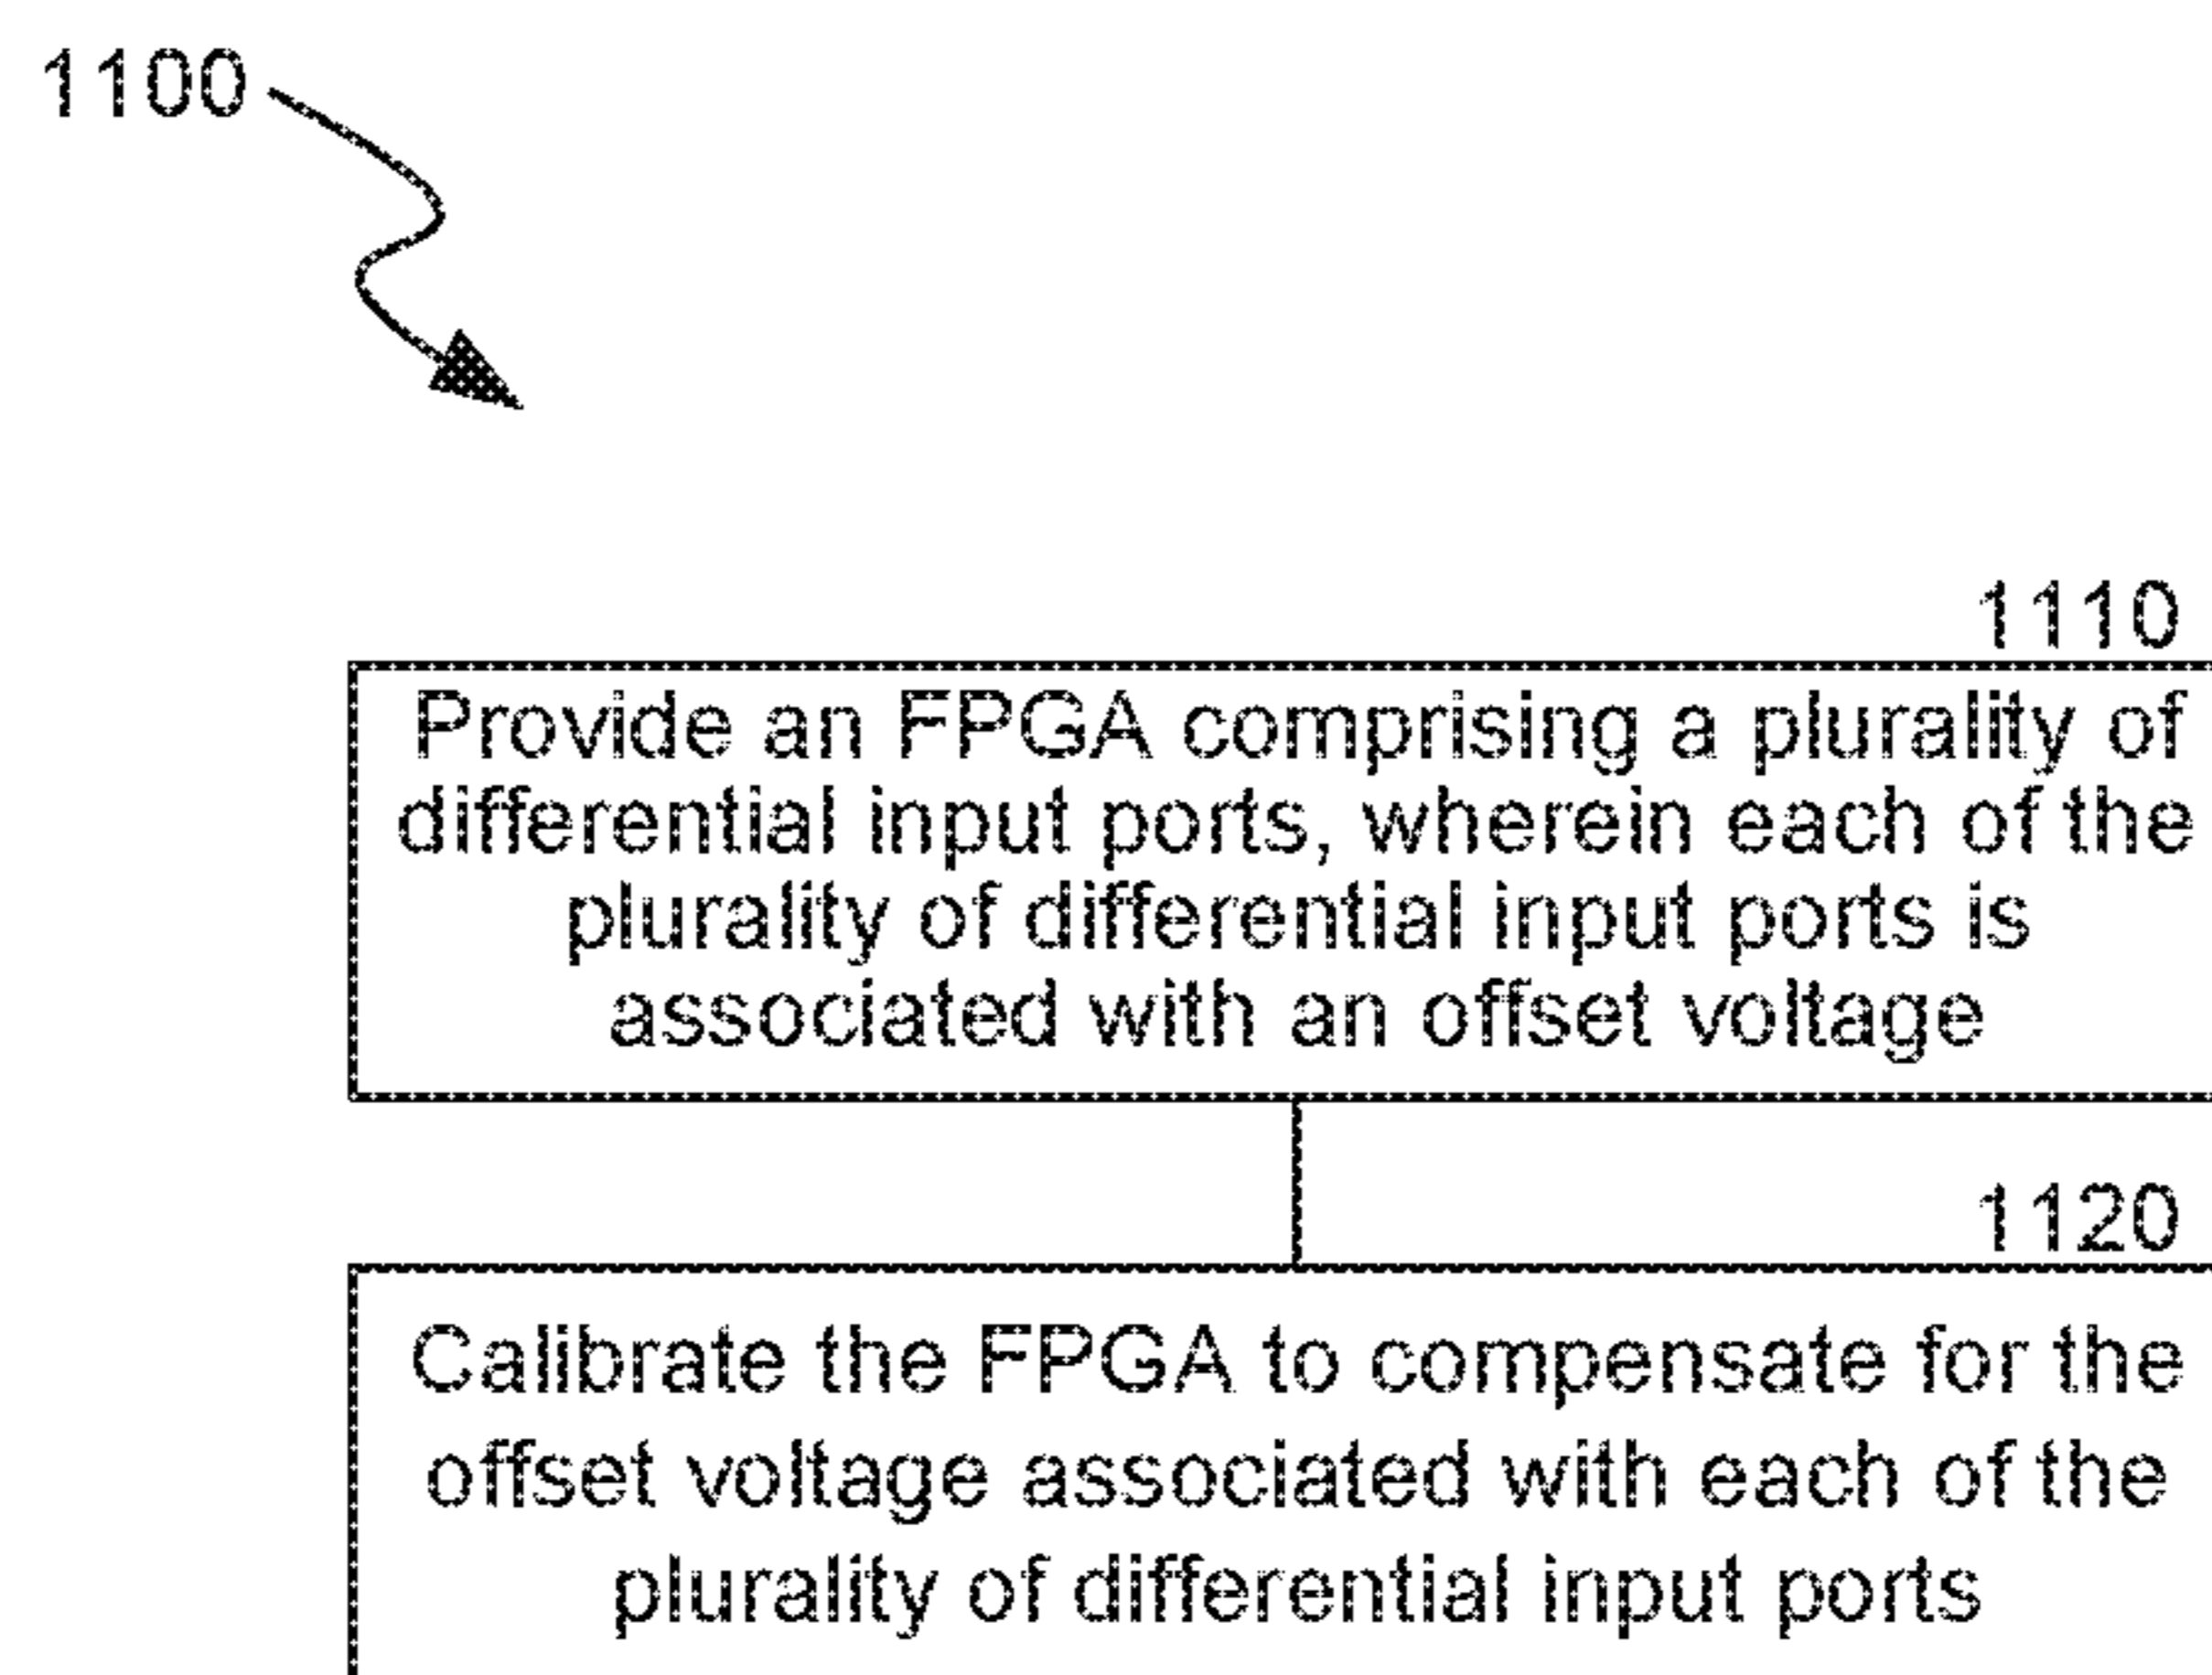 1100
1110
Provide an FPGA comprising a plurality of
differential input ports, wherein each of the
plurality of differential input ports is
associated with an offset voltage
1120
Calibrate the FPGA to compensate for the
offset voltage associated with each of the
plurality of differential input ports